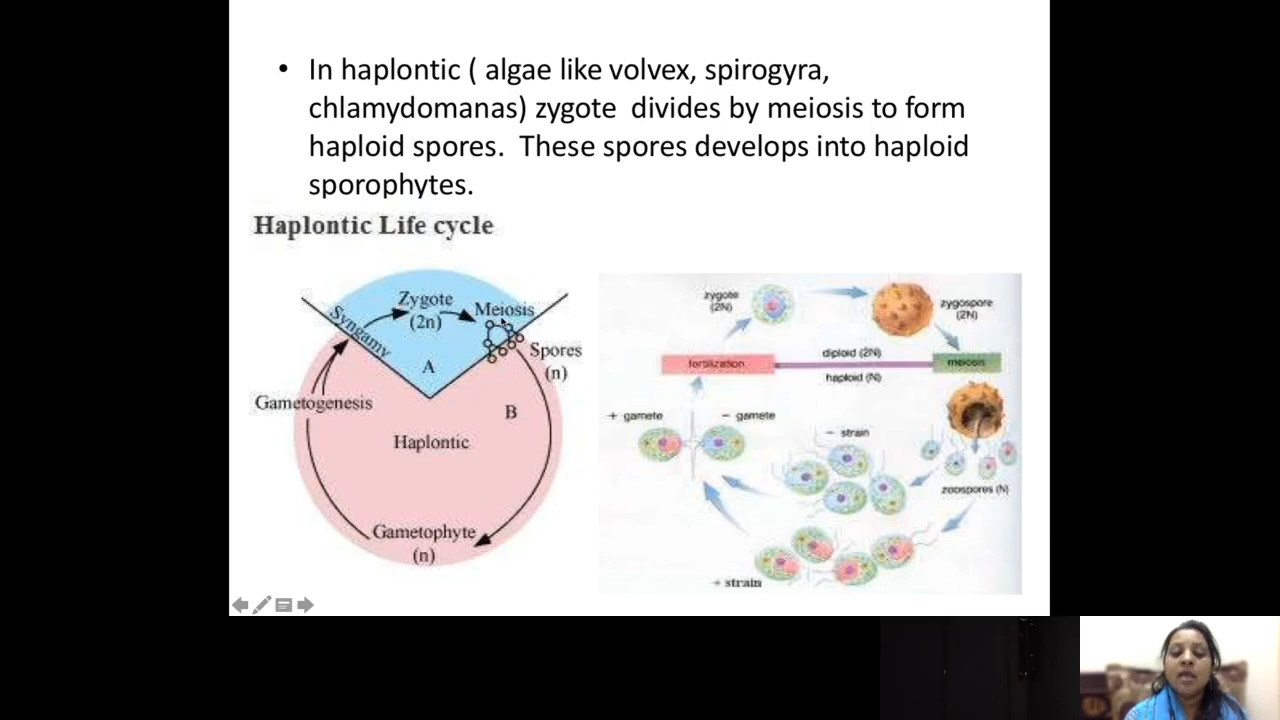 • In haplontic ( algae like volvex, spirogyra,
chlamydomanas) zygote divides by meiosis to form
haploid spores. These spores develops into haploid
sporophytes.
Haplontic Life cycle
Zygote
(2n)
Meiosis
Syngamy
Spores
(n)
A
Gametogenesis
B
Haplontic
Gametophyte
(n)
zygote
(2N)
zygospore
(2N)
fertilization
diploid (2N)
meiosis
haploid (N)
+ gamete
– gamete
– strain
zoospores (N)
+ strain